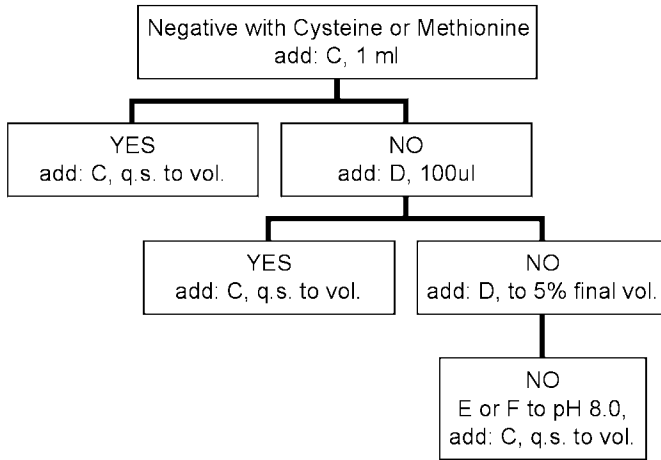 Negative with Cysteine or Methionine
add: C, 1 ml
YES
add: C, q.s. to vol.
NO
add: D, 100ul
YES
add: C, q.s. to vol.
NO
add: D, to 5% final vol.
NO
E or F to pH 8.0,
add: C, q.s. to vol.